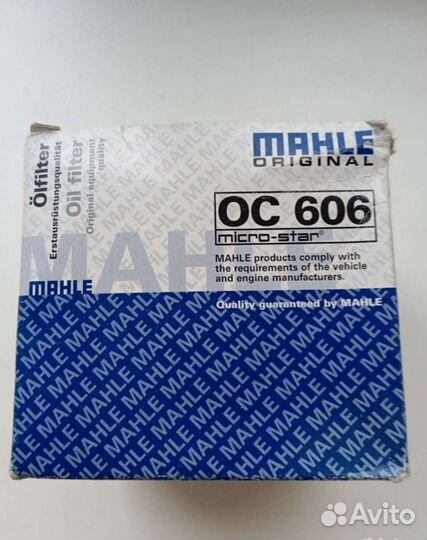 Ölfilter
Erstausrüstungsqualität
Oil filter
Original equipment
quality
MAHLE
ORIGINAL
OC 606
micro-star®
MAHLE products comply with
the requirements of the vehicle
and engine manufacturers.
Quality guaranteed by MAHLE
MAHLE
MAHLE
Avito